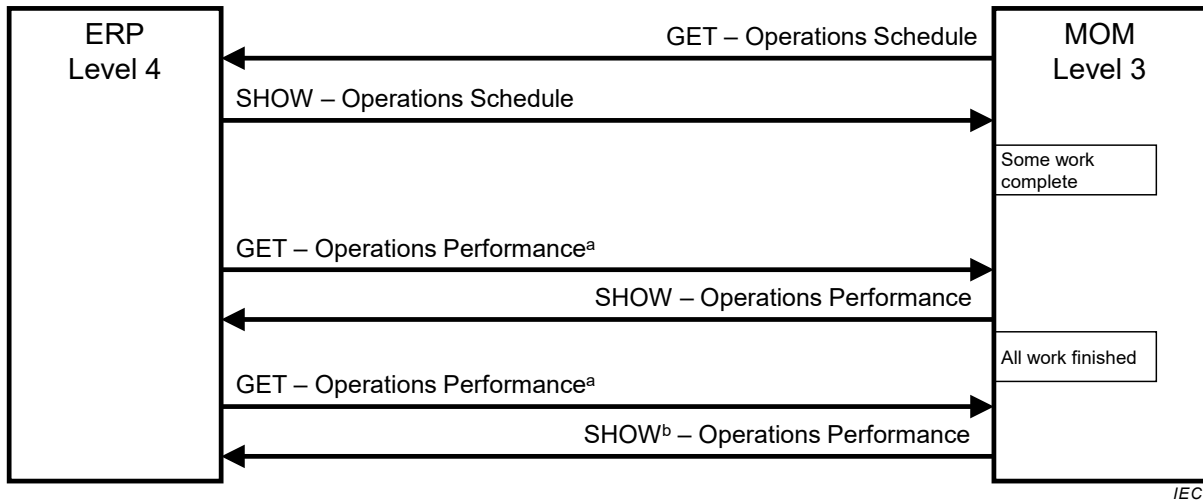 ERP
Level 4
MOM
Level 3
GET – Operations Schedule
SHOW – Operations Schedule
Some work
complete
GET – Operations Performanceᵃ
SHOW – Operations Performance
All work finished
GET – Operations Performanceᵃ
SHOWᵇ – Operations Performance
IEC